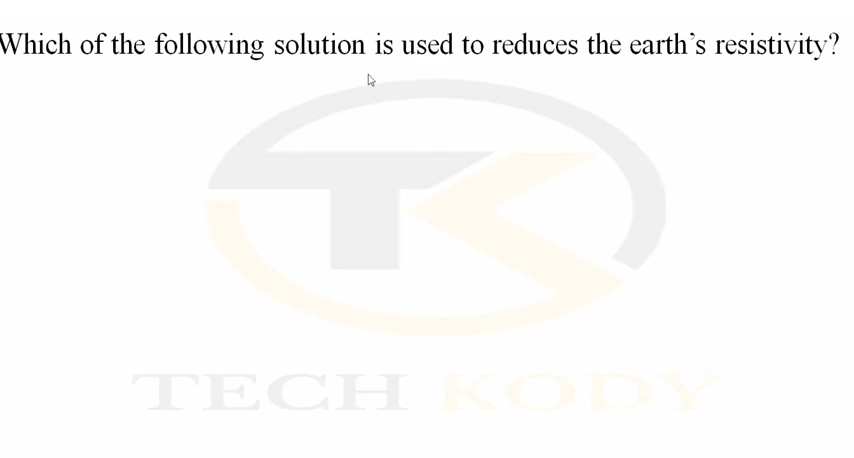 Which of the following solution is used to reduces the earth’s resistivity?
TECH KODY